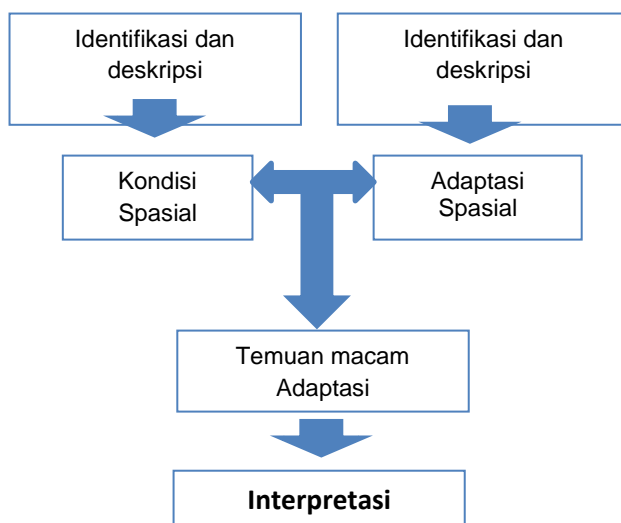 Identifikasi dan
deskripsi
Identifikasi dan
deskripsi
Kondisi
Spasial
Adaptasi
Spasial
Temuan macam
Adaptasi
Interpretasi